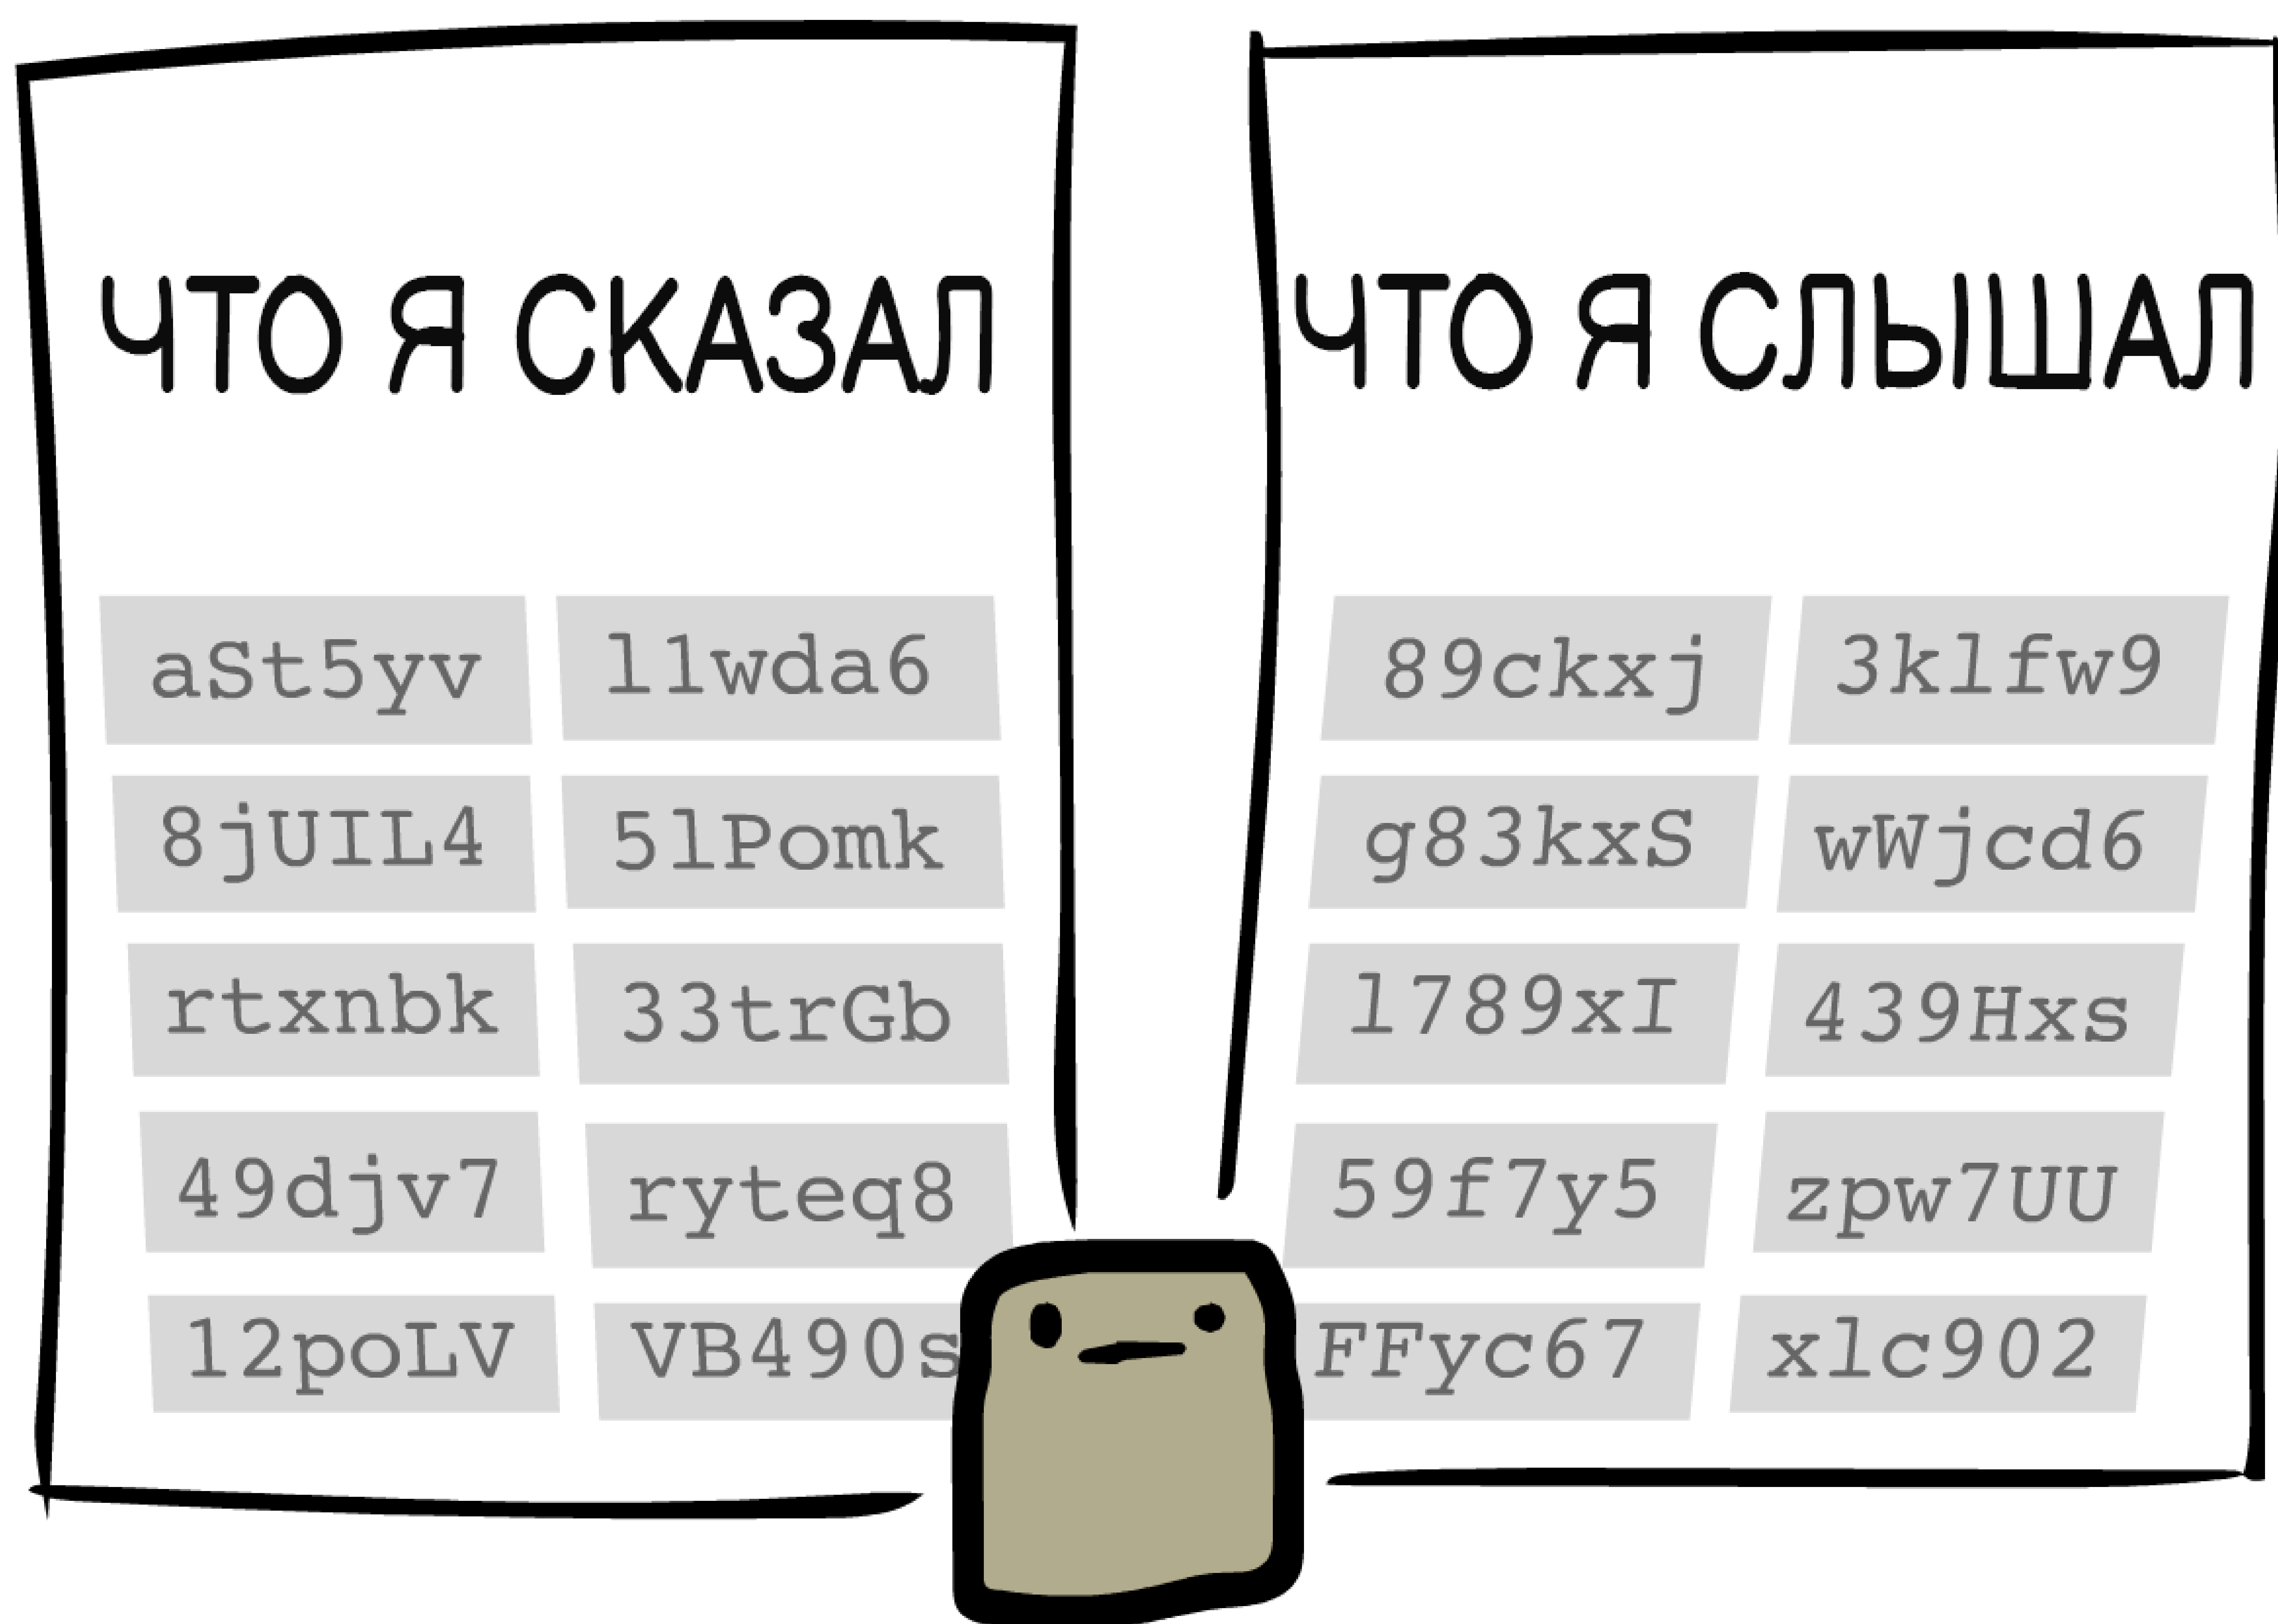 ЧТО Я СКАЗАЛ
aSt5yv l1wda6
8jUIL4 5lPomk
rtxnbk 33trGb
49djv7 ryteq8
12poLV VB490s
ЧТО Я СЛЫШАЛ
89ckxj 3klfw9
g83kxS wWjcd6
l789xI 439Hxs
59f7y5 zpw7UU
FFyc67 xlc902